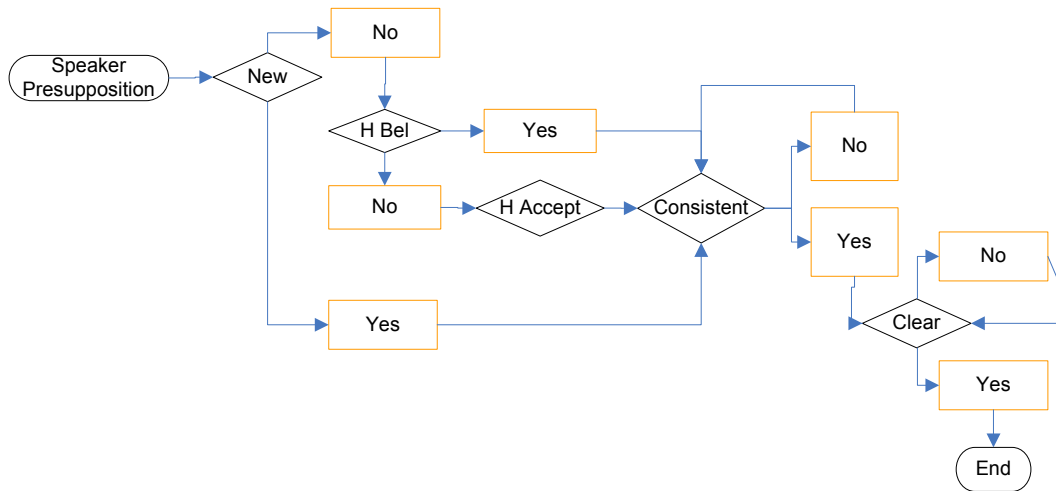 Speaker
Presupposition
New
No
H Bel
Yes
No
No
H Accept
Consistent
Yes
No
Yes
Clear
Yes
End